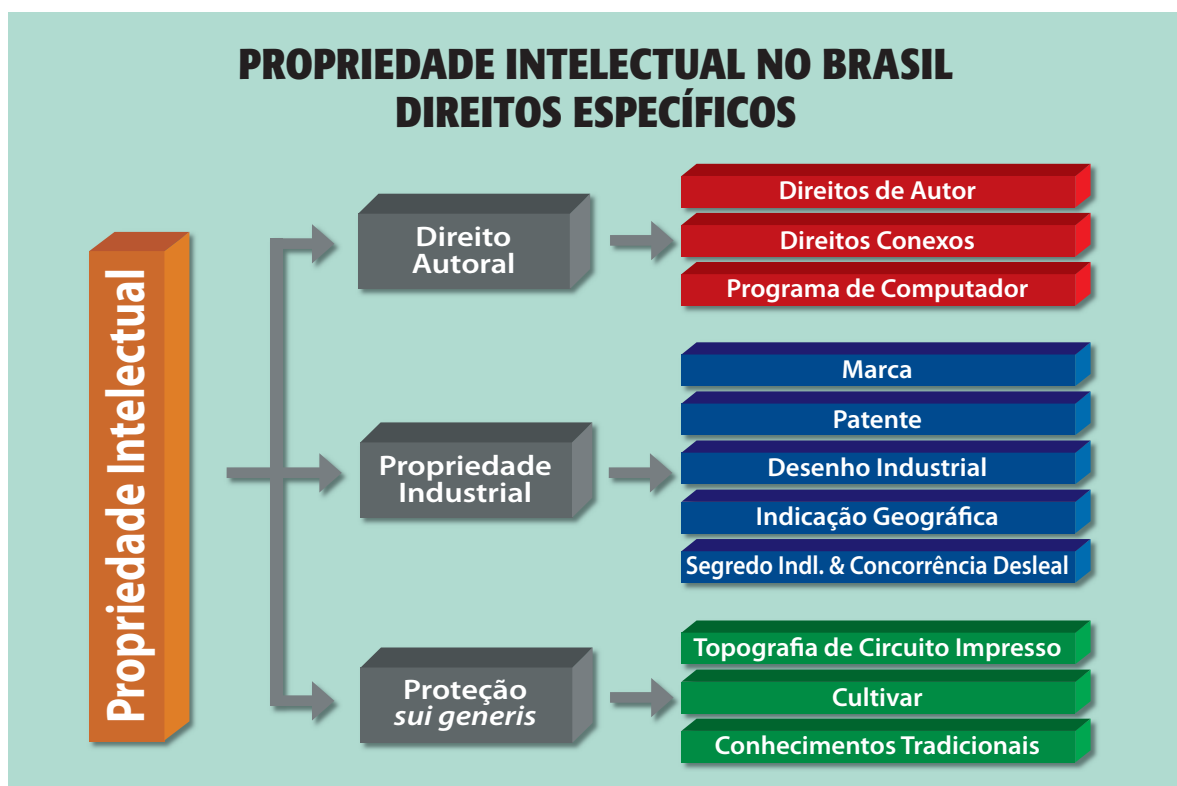 PROPRIEDADE INTELECTUAL NO BRASIL
DIREITOS ESPECÍFICOS
Propriedade Intelectual
Direito
Autoral
Direitos de Autor
Direitos Conexos
Programa de Computador
Propriedade
Industrial
Marca
Patente
Desenho Industrial
Indicação Geográfica
Segredo Indl. & Concorrência Desleal
Proteção
sui generis
Topografia de Circuito Impresso
Cultivar
Conhecimentos Tradicionais